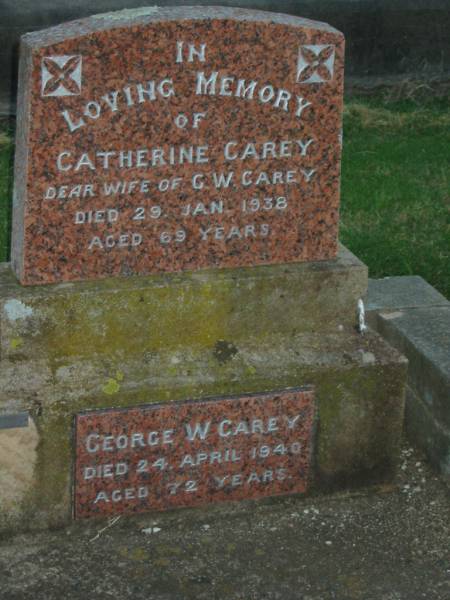 IN
LOVING MEMORY
OF
CATHERINE CAREY
DEAR WIFE OF G.W. CAREY
DIED 29. JAN. 1938
AGED 69 YEARS
GEORGE W CAREY
DIED 24. APRIL 1940
AGED 72 YEARS.